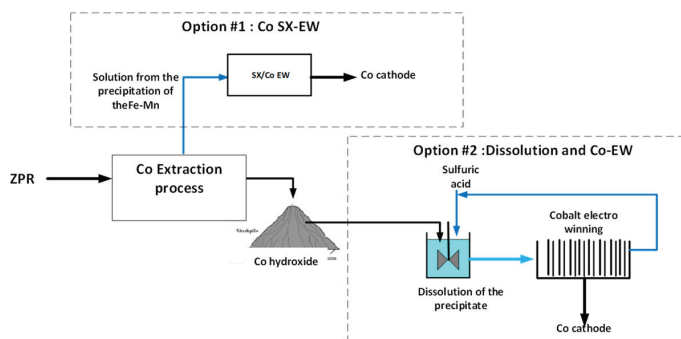 Option #1 : Co SX-EW
Solution from the
precipitation of
theFe-Mn
SX/Co EW
Co cathode
ZPR
Co Extraction
process
Co hydroxide
Option #2 :Dissolution and Co-EW
Sulfuric
acid
Cobalt electro
winning
Dissolution of the
precipitate
Co cathode